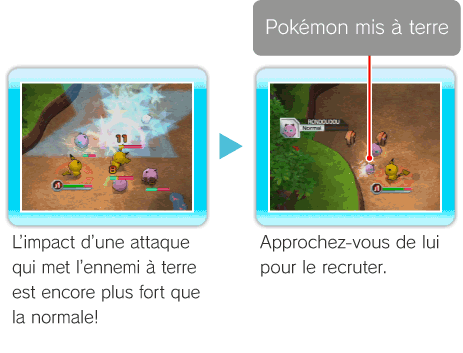 Pokémon mis à terre
11
8
RONDOUDOU
Normal
L'impact d'une attaque
qui met l'ennemi à terre
est encore plus fort que
la normale!
Approchez-vous de lui
pour le recruter.